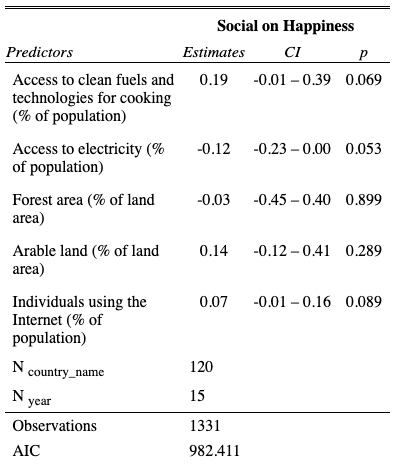 Social on Happiness
Predictors Estimates CI p
Access to clean fuels and 0.19 -0.01 – 0.39 0.069
technologies for cooking
(% of population)
Access to electricity (% -0.12 -0.23 – 0.00 0.053
of population)
Forest area (% of land -0.03 -0.45 – 0.40 0.899
area)
Arable land (% of land 0.14 -0.12 – 0.41 0.289
area)
Individuals using the 0.07 -0.01 – 0.16 0.089
Internet (% of
population)
N country_name 120
N year 15
Observations 1331
AIC 982.411